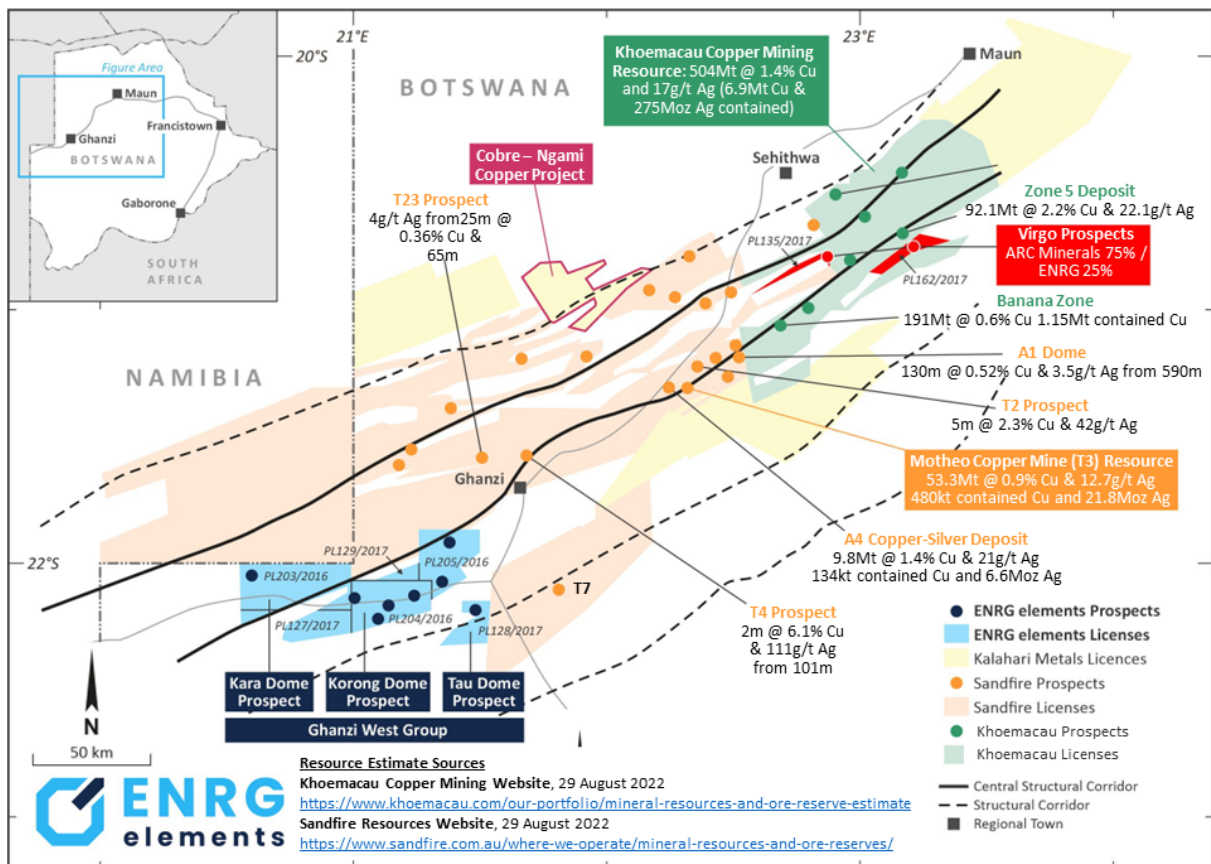 21°E
23°E
20°S
22°S
Figure Area
Maun
Ghanzi
Francistown
BOTSWANA
Gaborone
SOUTH
AFRICA
BOTSWANA
NAMIBIA
Khoemacau Copper Mining
Resource: 504Mt @ 1.4% Cu
and 17g/t Ag (6.9Mt Cu &
275Moz Ag contained)
Maun
Sehithwa
Cobre – Ngami
Copper Project
T23 Prospect
4g/t Ag from25m @
0.36% Cu &
65m
Zone 5 Deposit
92.1Mt @ 2.2% Cu & 22.1g/t Ag
PL135/2017
Virgo Prospects
ARC Minerals 75% /
ENRG 25%
PL162/2017
Banana Zone
191Mt @ 0.6% Cu 1.15Mt contained Cu
A1 Dome
130m @ 0.52% Cu & 3.5g/t Ag from 590m
T2 Prospect
5m @ 2.3% Cu & 42g/t Ag
Motheo Copper Mine (T3) Resource
53.3Mt @ 0.9% Cu & 12.7g/t Ag
480kt contained Cu and 21.8Moz Ag
Ghanzi
A4 Copper-Silver Deposit
9.8Mt @ 1.4% Cu & 21g/t Ag
134kt contained Cu and 6.6Moz Ag
T4 Prospect
2m @ 6.1% Cu
& 111g/t Ag
from 101m
T7
PL129/2017
PL205/2016
PL203/2016
PL127/2017
PL204/2016
PL128/2017
Kara Dome
Prospect
Korong Dome
Prospect
Tau Dome
Prospect
Ghanzi West Group
N
50 km
ENRG elements Prospects
ENRG elements Licenses
Kalahari Metals Licences
Sandfire Prospects
Sandfire Licenses
Khoemacau Prospects
Khoemacau Licenses
Central Structural Corridor
Structural Corridor
Regional Town
ENRG
elements
Resource Estimate Sources
Khoemacau Copper Mining Website, 29 August 2022
https://www.khoemacau.com/our-portfolio/mineral-resources-and-ore-reserve-estimate
Sandfire Resources Website, 29 August 2022
https://www.sandfire.com.au/where-we-operate/mineral-resources-and-ore-reserves/